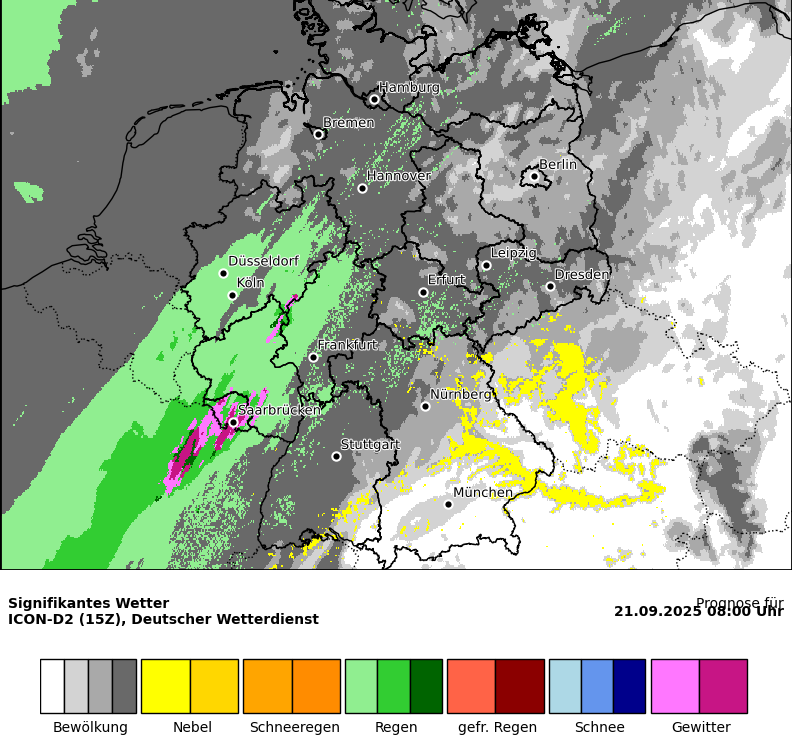 Hamburg
Bremen
Berlin
Hannover
Leipzig
Düsseldorf
Dresden
Köln
Erfurt
Frankfurt
Nürnberg
Saarbrücken
Stuttgart
München
Signifikantes Wetter
Prognose für
ICON-D2 (15Z), Deutscher Wetterdienst
21.09.2025 08:00 Uhr
Bewölkung Nebel Schneeregen Regen gefr. Regen Schnee Gewitter